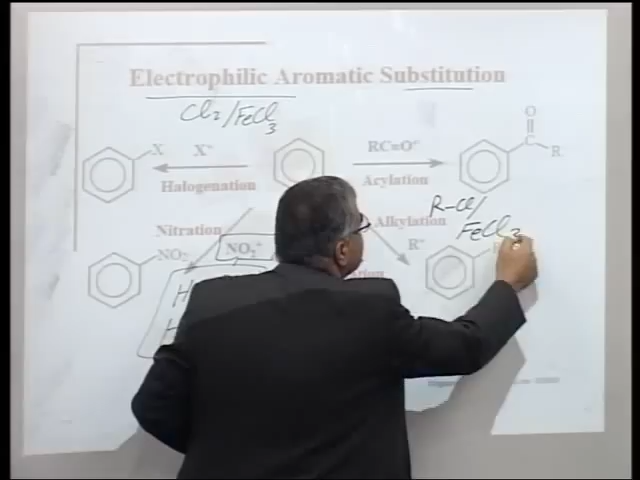 Electrophilic Aromatic Substitution
Cl₂/FeCl₃
X X⁺ RC≡O⁺ O C R
Halogenation Acylation
R-Cl/
Nitration Alkylation FeCl₃
NO₂ NO₂⁺ R⁺
H
H